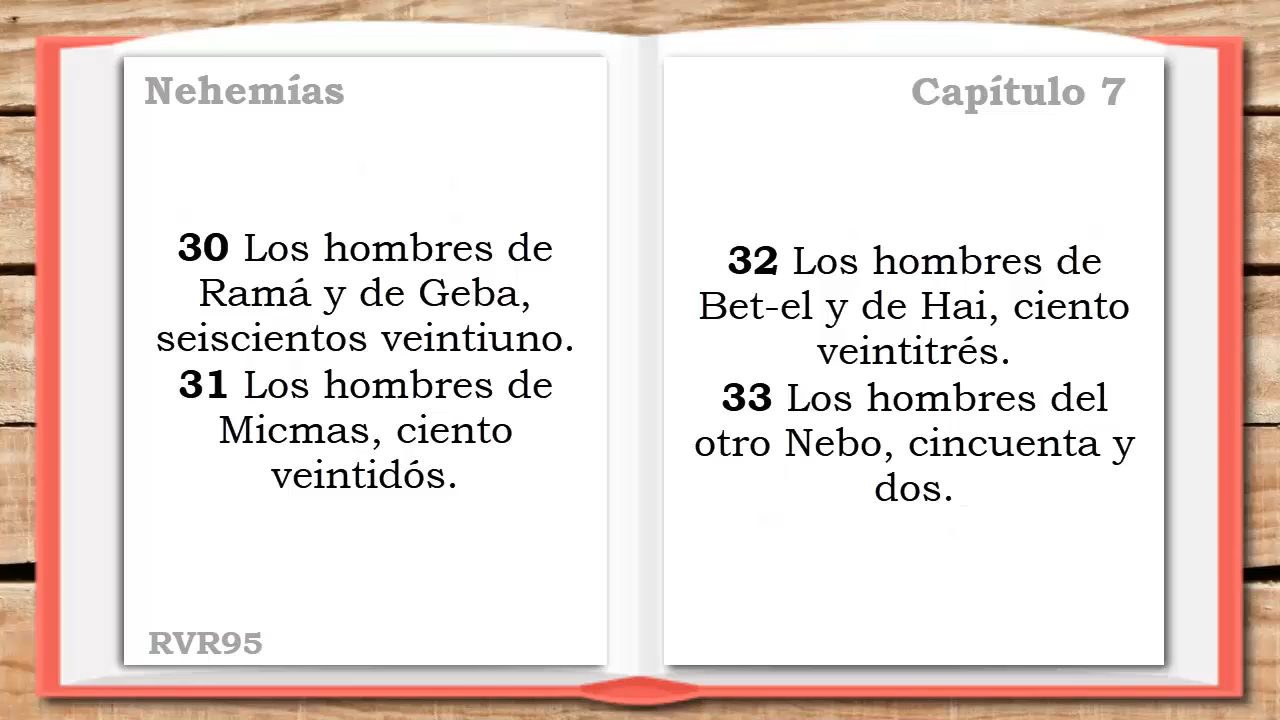 Nehemías
30 Los hombres de
Ramá y de Geba,
seiscientos veintiuno.
31 Los hombres de
Micmas, ciento
veintidós.
RVR95
Capítulo 7
32 Los hombres de
Bet-el y de Hai, ciento
veintitrés.
33 Los hombres del
otro Nebo, cincuenta y
dos.